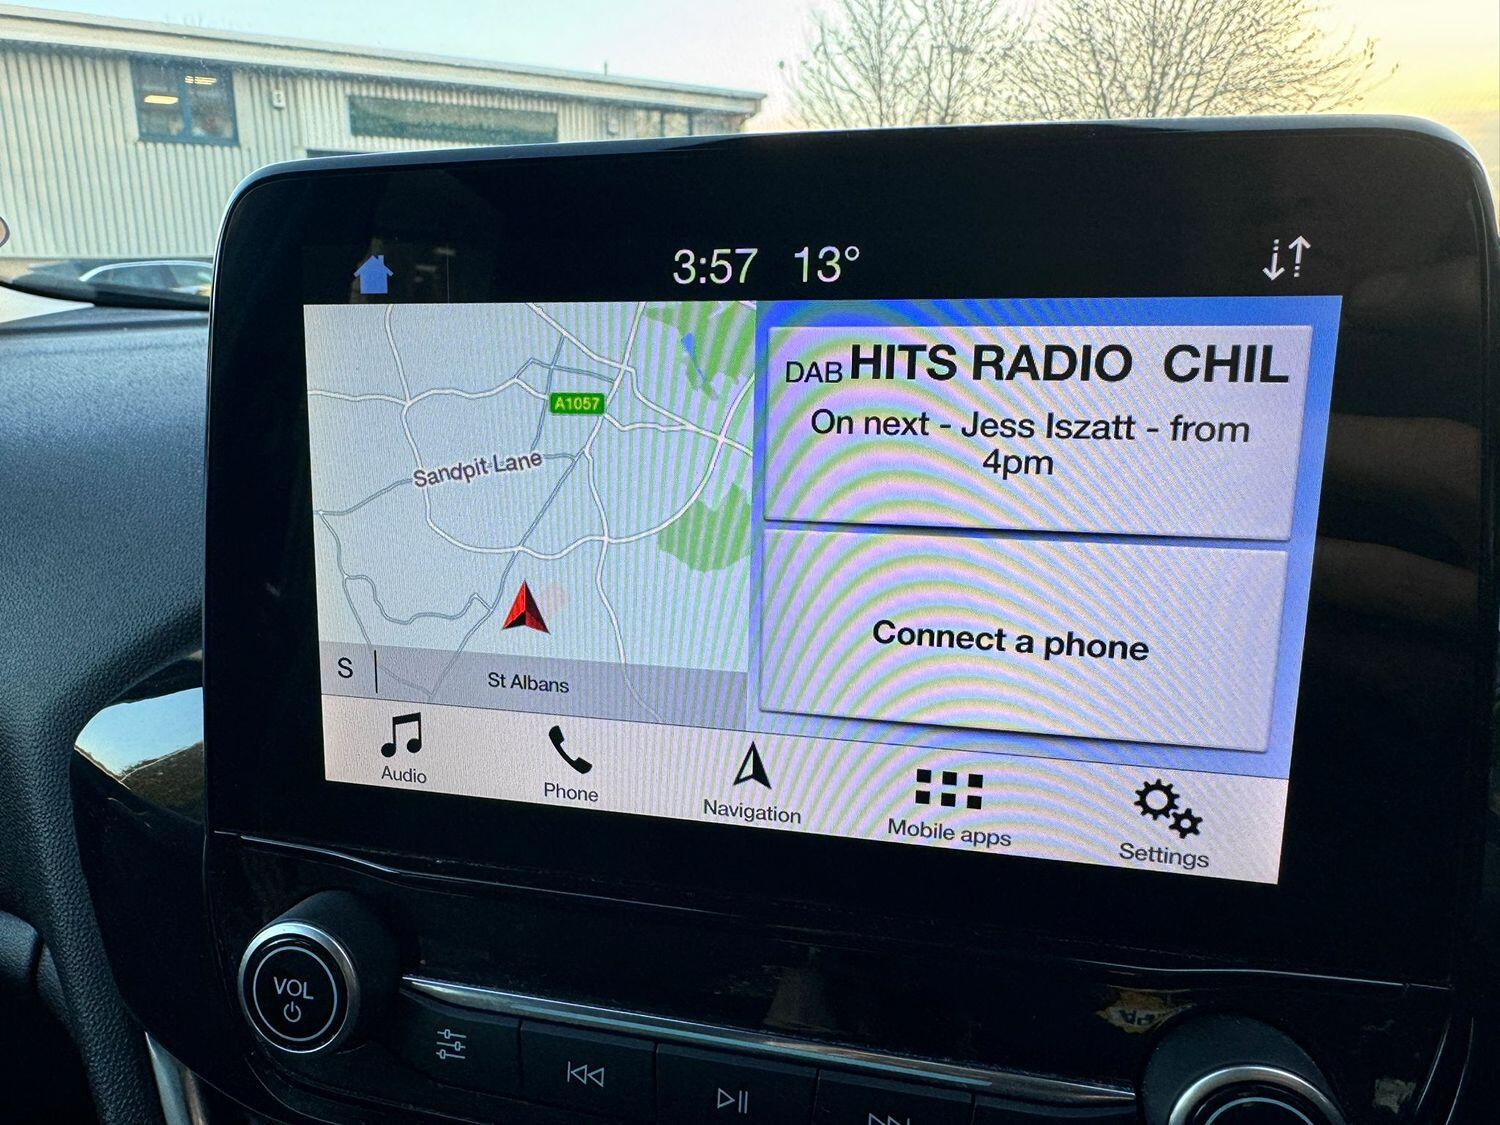 3:57 13°
A1057
Sandpit Lane
S
St Albans
DAB HITS RADIO CHIL
On next - Jess Iszatt - from
4pm
Connect a phone
Audio
Phone
Navigation
Mobile apps
Settings
VOL